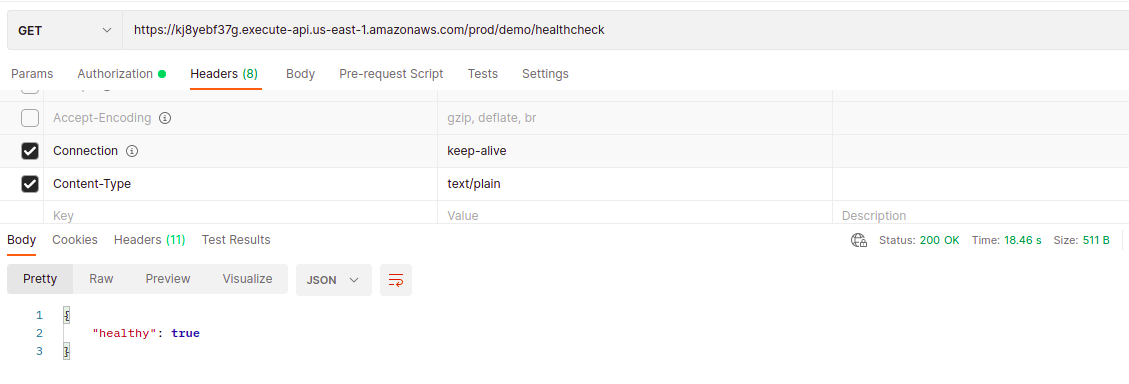 GET https://kj8yebf37g.execute-api.us-east-1.amazonaws.com/prod/demo/healthcheck
Params Authorization Headers (8) Body Pre-request Script Tests Settings
Accept-Encoding gzip, deflate, br
Connection keep-alive
Content-Type text/plain
Key Value Description
Body Cookies Headers (11) Test Results Status: 200 OK Time: 18.46 s Size: 511 B
Pretty Raw Preview Visualize JSON
1 {
2 "healthy": true
3 }